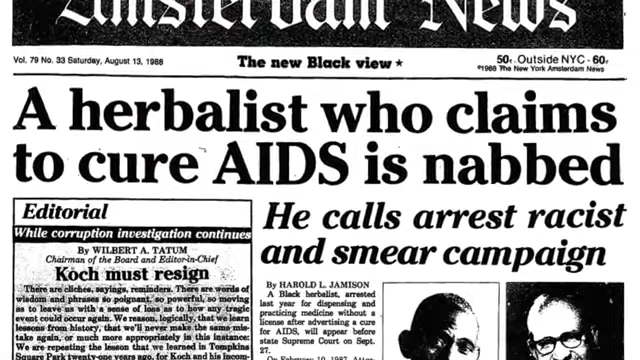 Amsterdam News
Vol. 79 No. 33 Saturday, August 13, 1988
The new Black view ★
50¢ Outside NYC - 60¢
©1988 The New York Amsterdam News
A herbalist who claims
to cure AIDS is nabbed
Editorial
While corruption investigation continues
By WILBERT A. TATUM
Chairman of the Board and Editor-in-Chief
Koch must resign
There are cliches, sayings, reminders. There are words of
wisdom and phrases so poignant, so powerful, so moving
as to leave us with a sense of loss as to how any tragic
event could occur again. We reason, logically, that we learn
lessons from history, that we'll never make the same mis-
take again, or much more appropriately in this instance:
We are repeating the lesson that we learned in Tompkins
Square Park twenty-one years ago, for Koch and his incom-
He calls arrest racist
and smear campaign
By HAROLD L. JAMISON
A Black herbalist, arrested
last year for dispensing and
practicing medicine without a
license after advertising a cure
for AIDS, will appear before
state Supreme Court on Sept.
27.
On February 10, 1987, Attor-